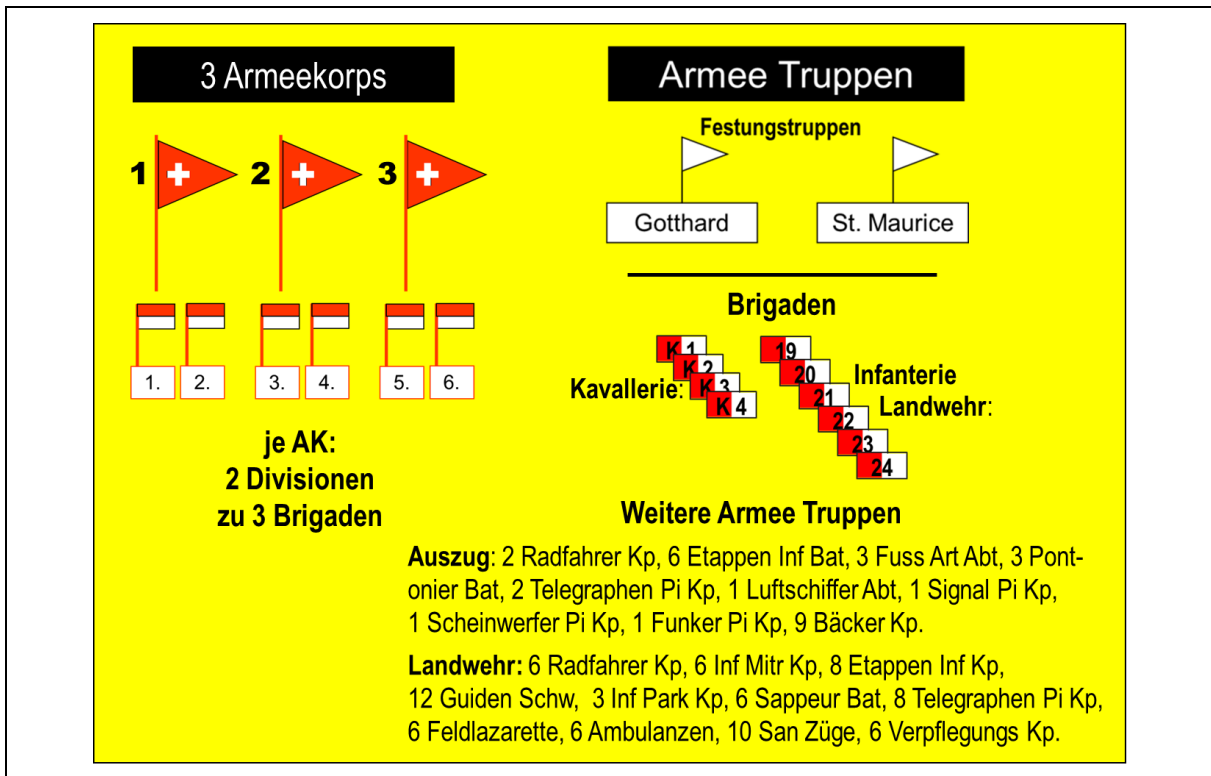 3 Armeekorps
1 2 3
1. 2. 3. 4. 5. 6.
je AK:
2 Divisionen
zu 3 Brigaden
Armee Truppen
Festungstruppen
Gotthard St. Maurice
Brigaden
Kavallerie:
K 1
K 2
K 3
K 4
19
20
21
22
23
24
Infanterie
Landwehr:
Weitere Armee Truppen
Auszug: 2 Radfahrer Kp, 6 Etappen Inf Bat, 3 Fuss Art Abt, 3 Pont-
onier Bat, 2 Telegraphen Pi Kp, 1 Luftschiffer Abt, 1 Signal Pi Kp,
1 Scheinwerfer Pi Kp, 1 Funker Pi Kp, 9 Bäcker Kp.
Landwehr: 6 Radfahrer Kp, 6 Inf Mitr Kp, 8 Etappen Inf Kp,
12 Guiden Schw, 3 Inf Park Kp, 6 Sappeur Bat, 8 Telegraphen Pi Kp,
6 Feldlazarette, 6 Ambulanzen, 10 San Züge, 6 Verpflegungs Kp.